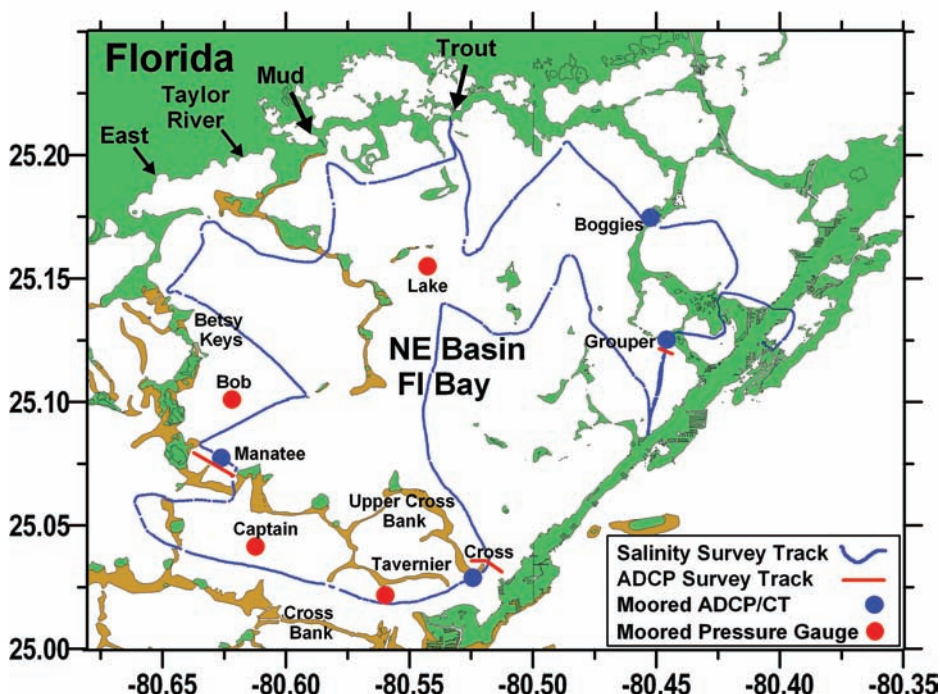 Florida
Trout
Mud
Taylor
River
East
25.20
25.15
25.10
25.05
25.00
Boggies
Lake
Betsy
Keys
NE Basin
Fl Bay
Grouper
Bob
Manatee
Upper Cross
Bank
Captain
Tavernier
Cross
Cross
Bank
Salinity Survey Track
ADCP Survey Track
Moored ADCP/CT
Moored Pressure Gauge
-80.65
-80.60
-80.55
-80.50
-80.45
-80.40
-80.35